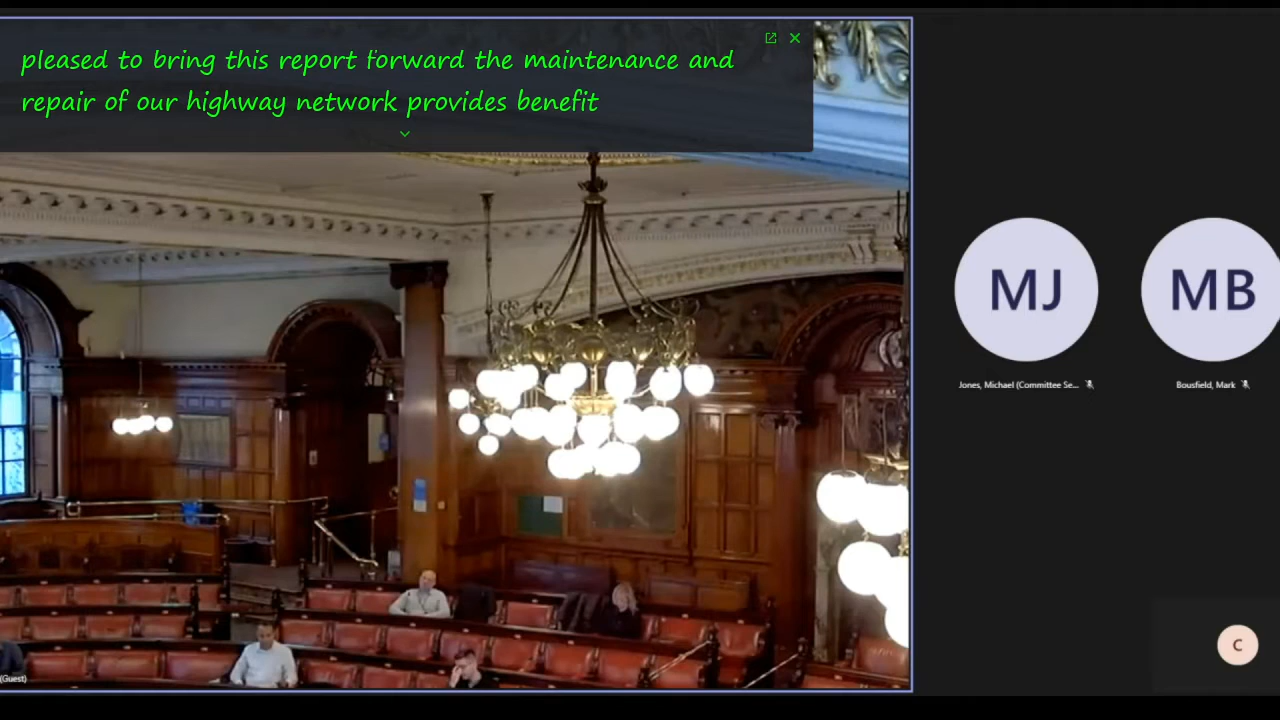 pleased to bring this report forward the maintenance and
repair of our highway network provides benefit
MJ
MB
Jones, Michael (Committee Se...
Bousfield, Mark
C
(Guest)